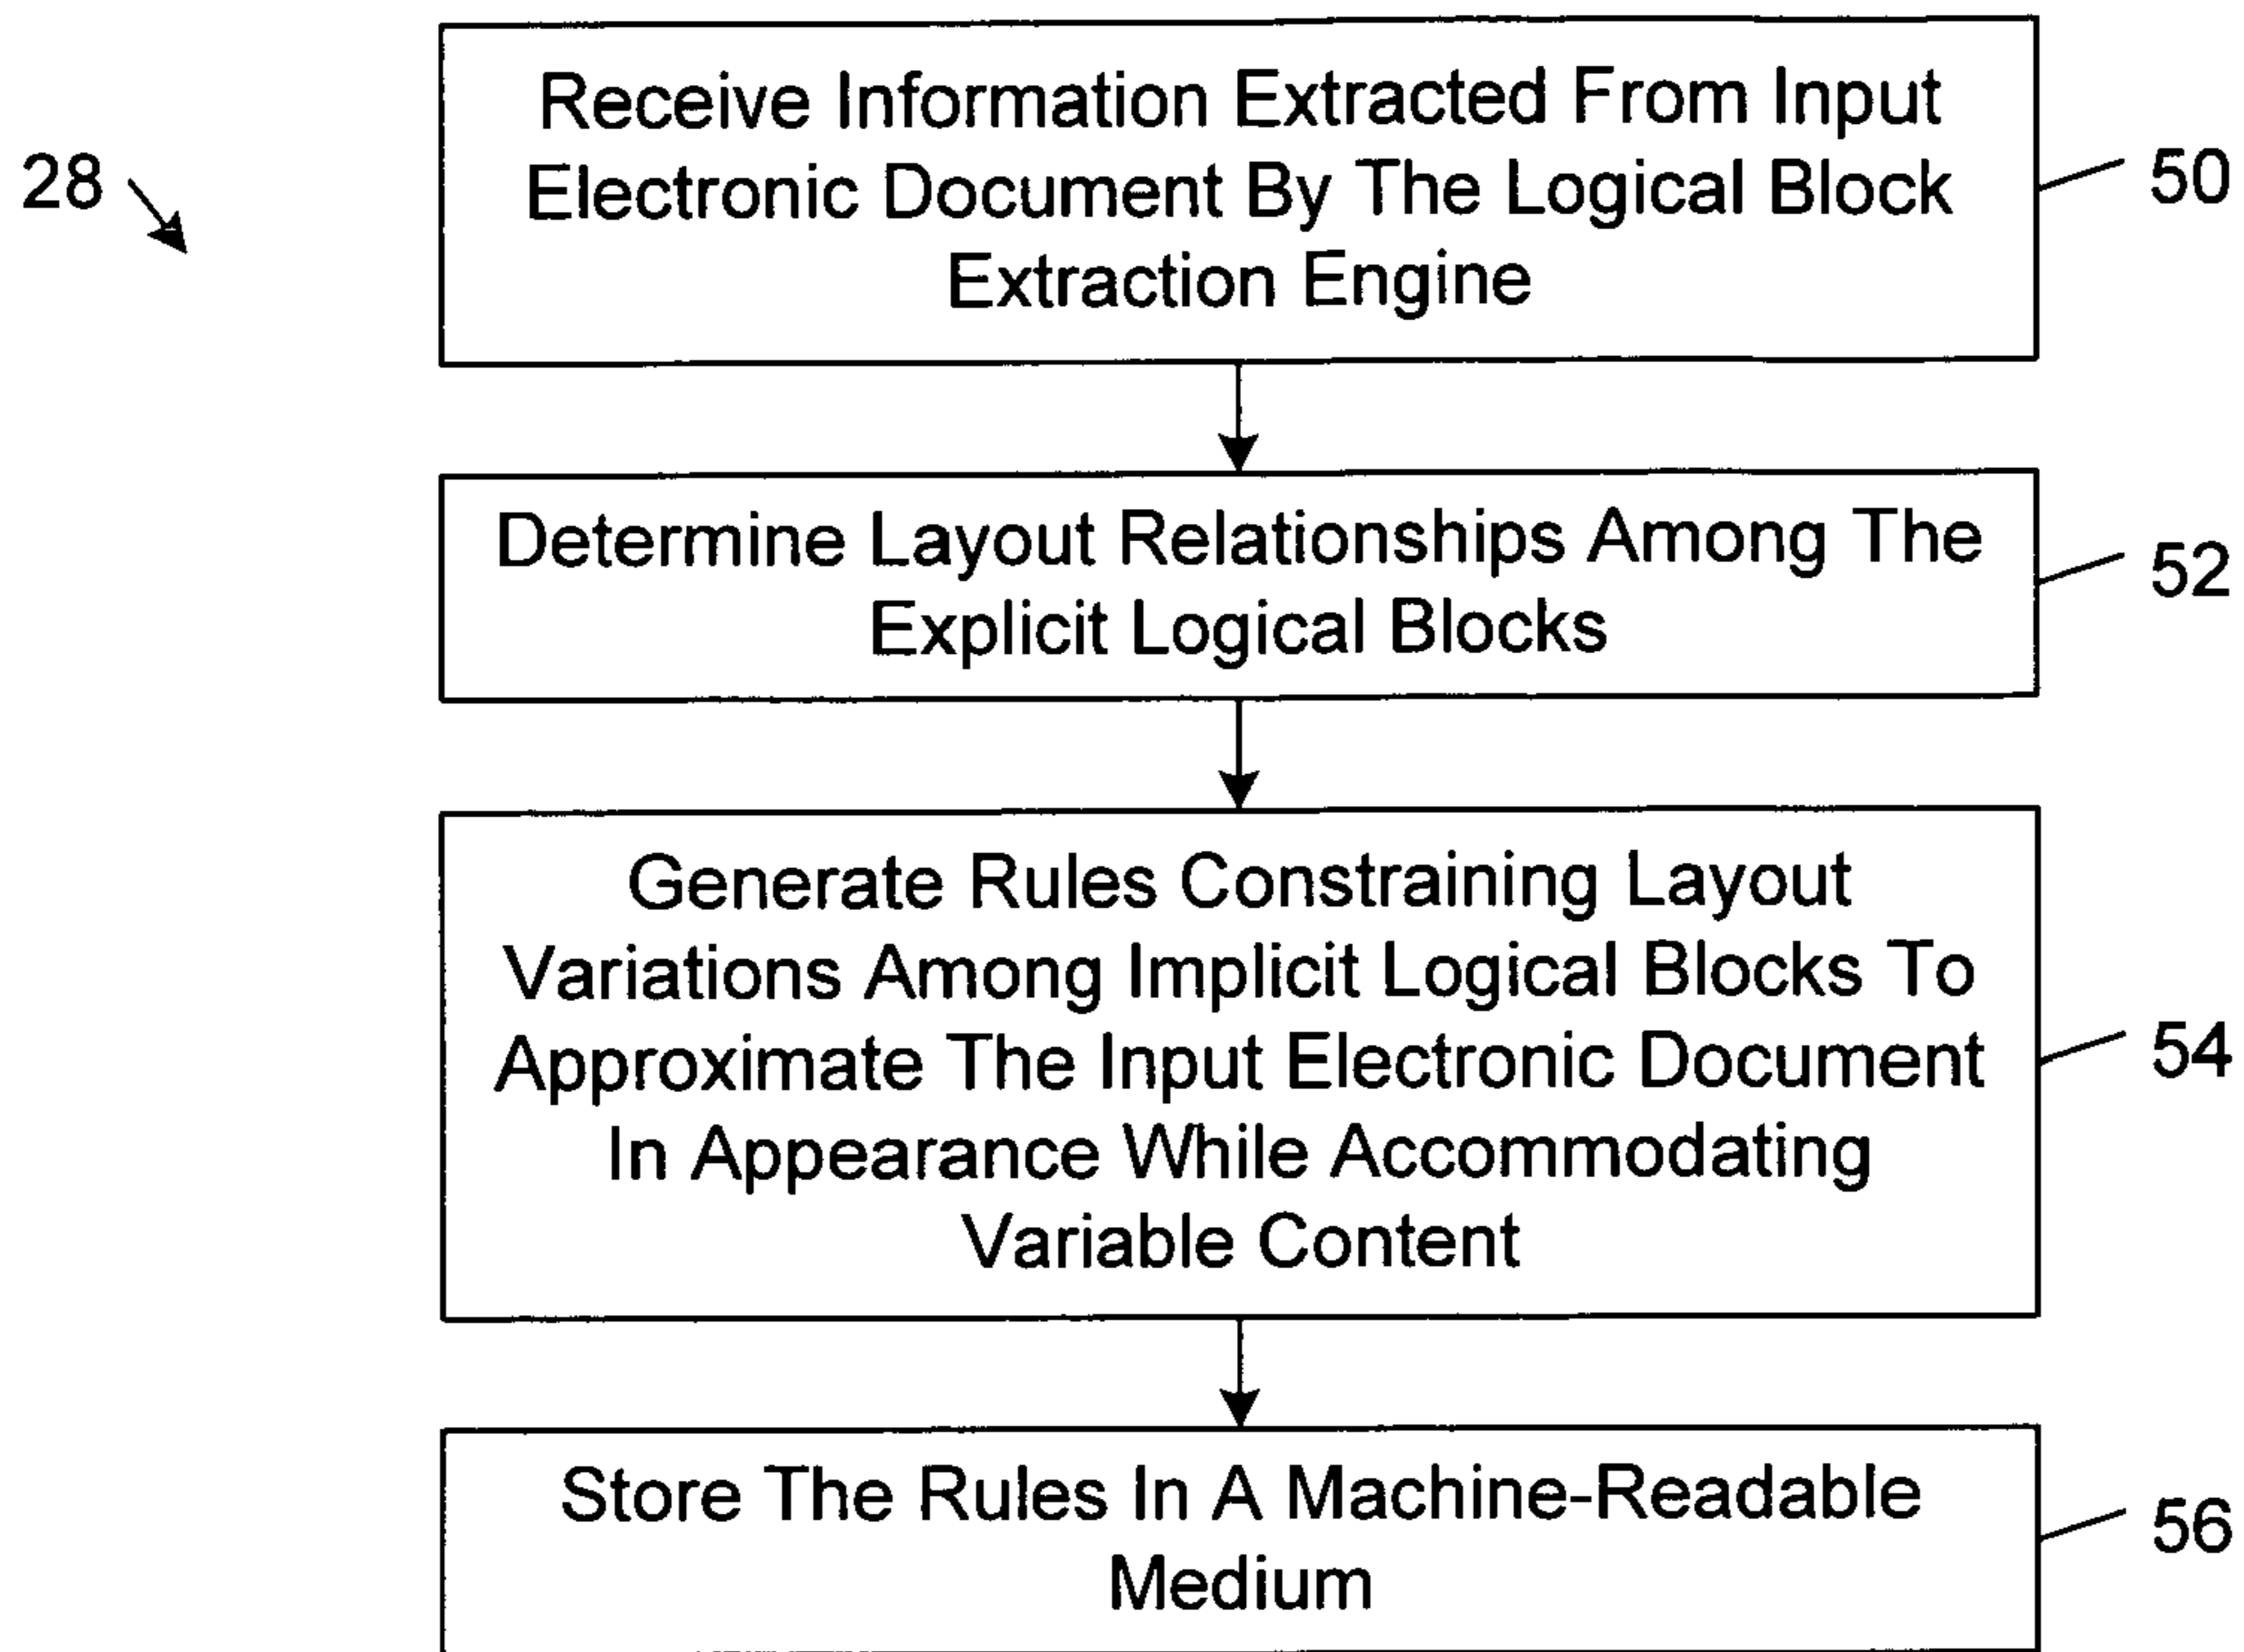 Receive Information Extracted From Input
Electronic Document By The Logical Block
Extraction Engine
28
50
Determine Layout Relationships Among The
Explicit Logical Blocks
52
Generate Rules Constraining Layout
Variations Among Implicit Logical Blocks To
Approximate The Input Electronic Document
In Appearance While Accommodating
Variable Content
54
Store The Rules In A Machine-Readable
Medium
56